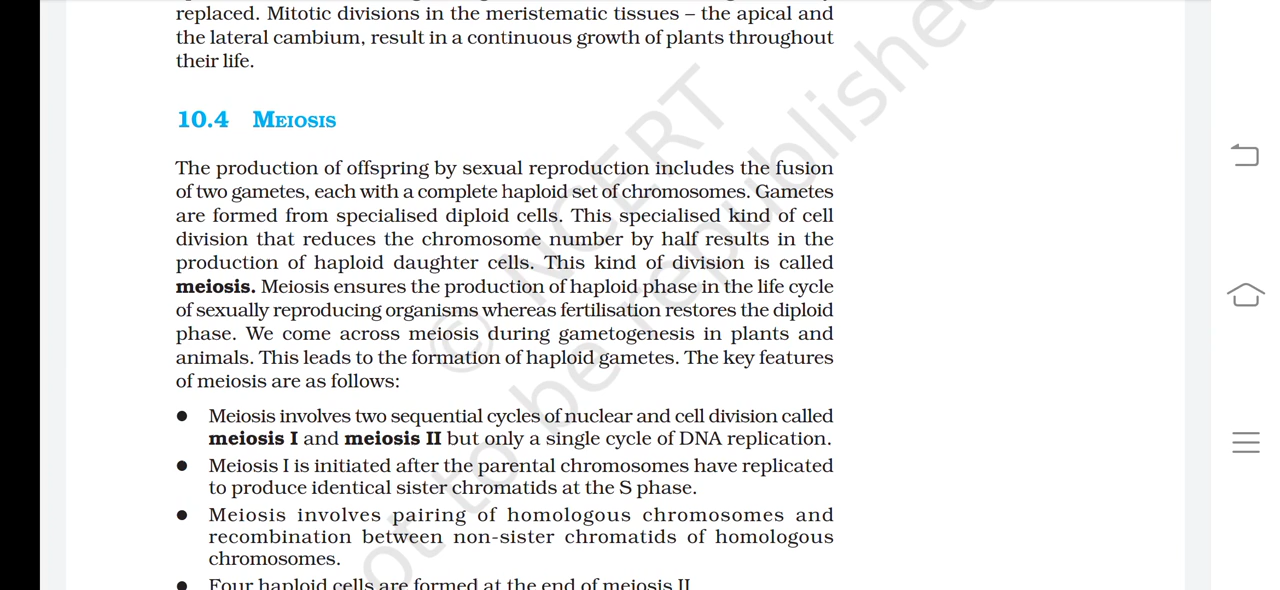 replaced. Mitotic divisions in the meristematic tissues – the apical and
the lateral cambium, result in a continuous growth of plants throughout
their life.
10.4 MEIOSIS
The production of offspring by sexual reproduction includes the fusion
of two gametes, each with a complete haploid set of chromosomes. Gametes
are formed from specialised diploid cells. This specialised kind of cell
division that reduces the chromosome number by half results in the
production of haploid daughter cells. This kind of division is called
meiosis. Meiosis ensures the production of haploid phase in the life cycle
of sexually reproducing organisms whereas fertilisation restores the diploid
phase. We come across meiosis during gametogenesis in plants and
animals. This leads to the formation of haploid gametes. The key features
of meiosis are as follows:
● Meiosis involves two sequential cycles of nuclear and cell division called
meiosis I and meiosis II but only a single cycle of DNA replication.
● Meiosis I is initiated after the parental chromosomes have replicated
to produce identical sister chromatids at the S phase.
● Meiosis involves pairing of homologous chromosomes and
recombination between non-sister chromatids of homologous
chromosomes.
● Four haploid cells are formed at the end of meiosis II
© NCERT
not to be republished